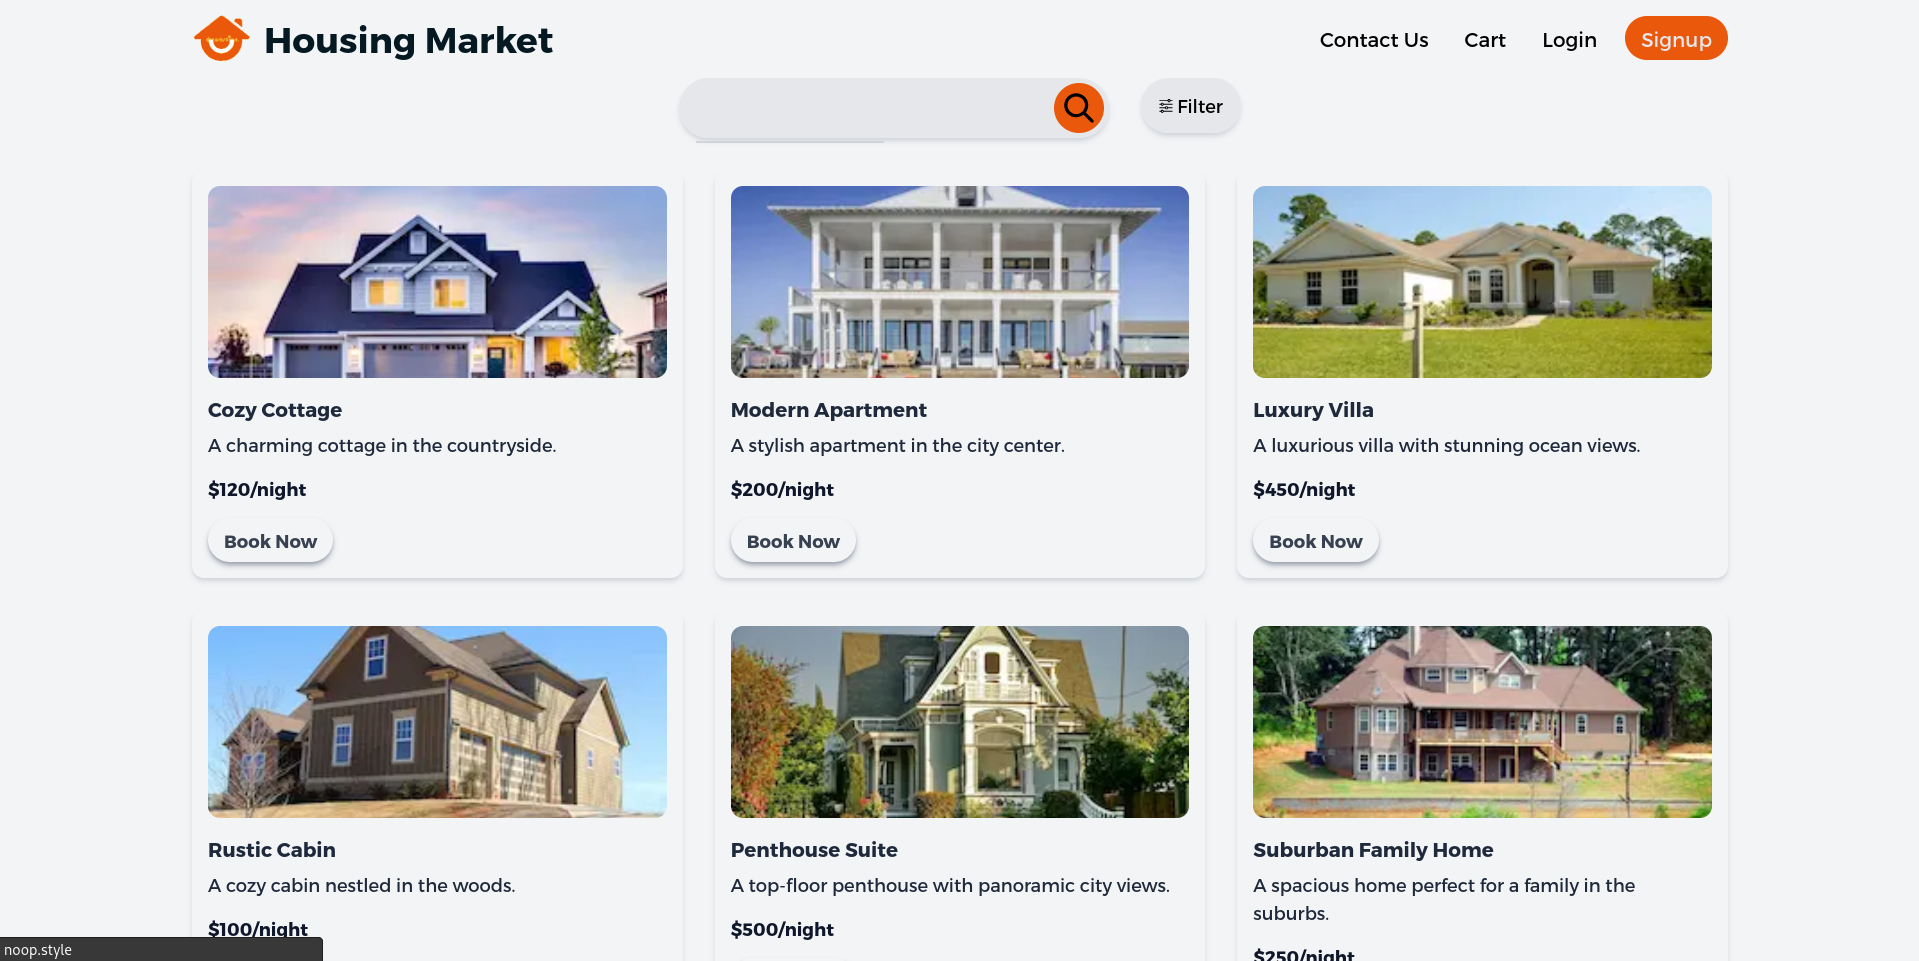 Housing Market
Contact Us
Cart
Login
Signup
Filter
Cozy Cottage
A charming cottage in the countryside.
$120/night
Book Now
Modern Apartment
A stylish apartment in the city center.
$200/night
Book Now
Luxury Villa
A luxurious villa with stunning ocean views.
$450/night
Book Now
Rustic Cabin
A cozy cabin nestled in the woods.
$100/night
Penthouse Suite
A top-floor penthouse with panoramic city views.
$500/night
Suburban Family Home
A spacious home perfect for a family in the
suburbs.
$250/night
noop.style